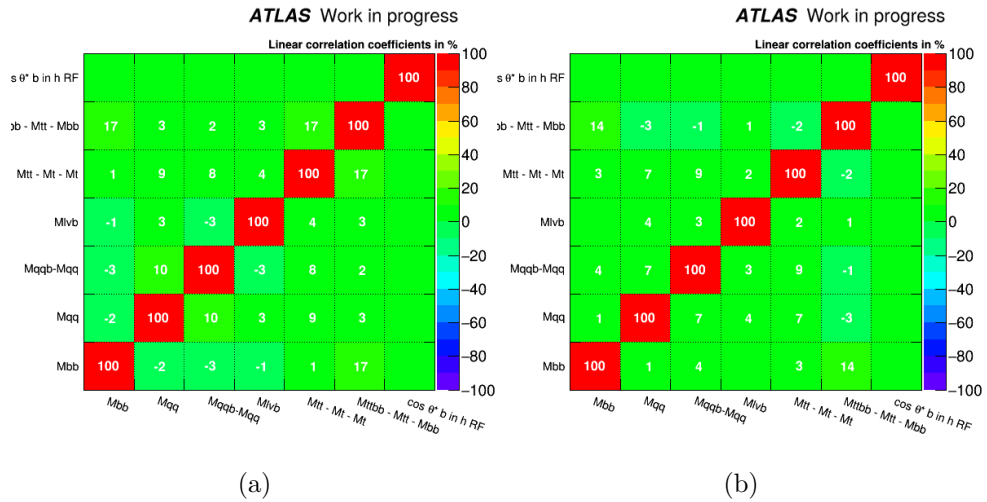 ATLAS Work in progress
Linear correlation coefficients in %
s θ* b in h RF 100
b - Mtt - Mbb 17 3 2 3 17 100
Mtt - Mt - Mt 1 9 8 4 100 17
Mlvb -1 3 -3 100 4 3
Mqqb-Mqq -3 10 100 -3 8 2
Mqq -2 100 10 3 9 3
Mbb 100 -2 -3 -1 1 17
Mbb Mqq Mqqb-Mqq Mlvb Mtt - Mt - Mt Mttbb - Mtt - Mbb cos θ* b in h RF
100
80
60
40
20
0
−20
−40
−60
−80
−100
(a)
ATLAS Work in progress
Linear correlation coefficients in %
s θ* b in h RF 100
b - Mtt - Mbb 14 -3 -1 1 -2 100
Mtt - Mt - Mt 3 7 9 2 100 -2
Mlvb 4 3 100 2 1
Mqqb-Mqq 4 7 100 3 9 -1
Mqq 1 100 7 4 7 -3
Mbb 100 1 4 3 14
Mbb Mqq Mqqb-Mqq Mlvb Mtt - Mt - Mt Mttbb - Mtt - Mbb cos θ* b in h RF
100
80
60
40
20
0
−20
−40
−60
−80
−100
(b)